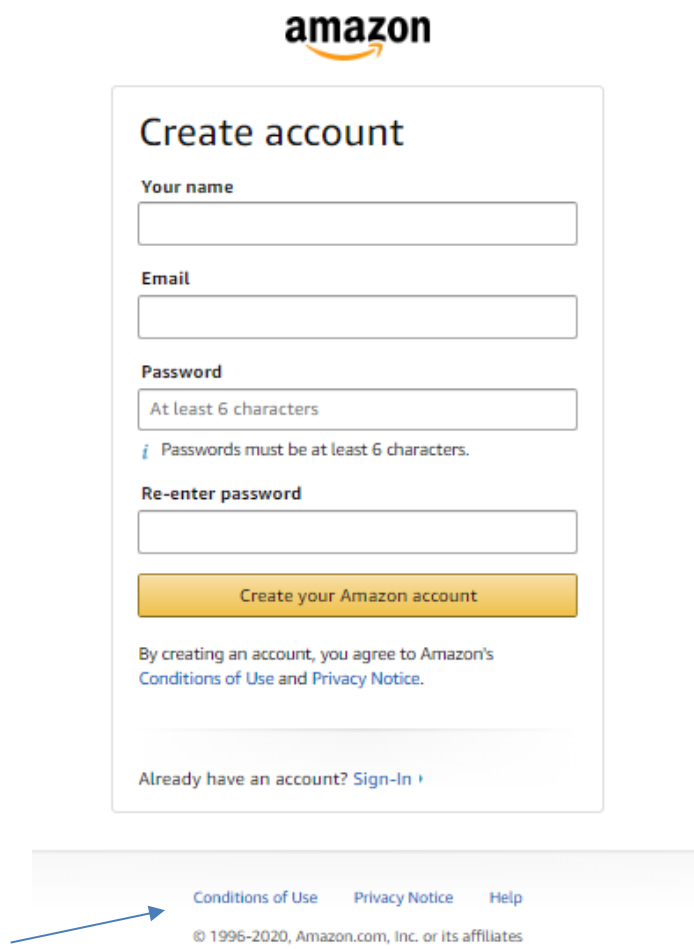 amazon
Create account
Your name
Email
Password
At least 6 characters
i Passwords must be at least 6 characters.
Re-enter password
Create your Amazon account
By creating an account, you agree to Amazon's
Conditions of Use and Privacy Notice.
Already have an account? Sign-In
Conditions of Use Privacy Notice Help
© 1996-2020, Amazon.com, Inc. or its affiliates